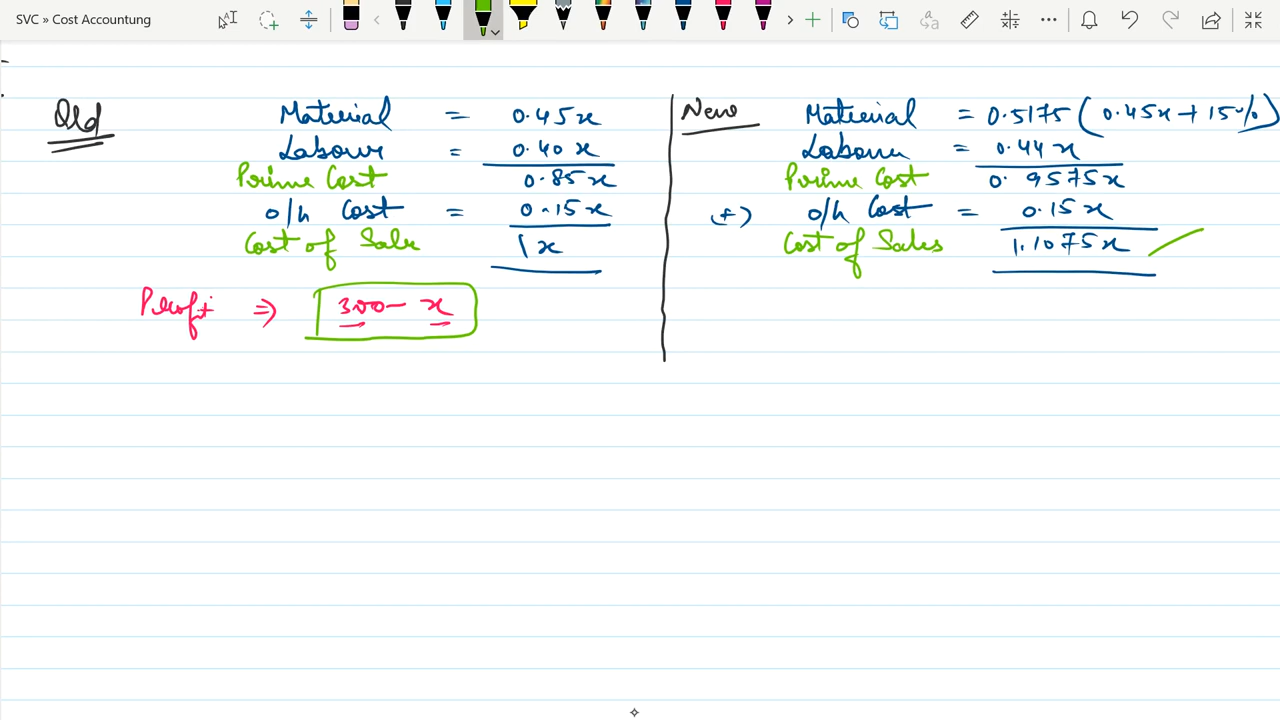 SVC » Cost Accountung
Old
Material = 0.45x
Labour = 0.40x
Prime Cost 0.85x
o/h Cost = 0.15x
Cost of Sale 1x
Profit ⇒ 300 - x
New
Material = 0.5175 (0.45x + 15%)
Labour = 0.44x
Prime Cost 0.9575x
(+) o/h Cost = 0.15x
Cost of Sales 1.1075x